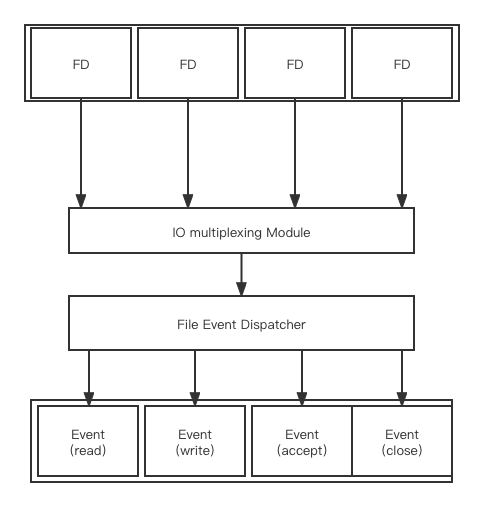 FD
FD
FD
FD
IO multiplexing Module
File Event Dispatcher
Event
(read)
Event
(write)
Event
(accept)
Event
(close)